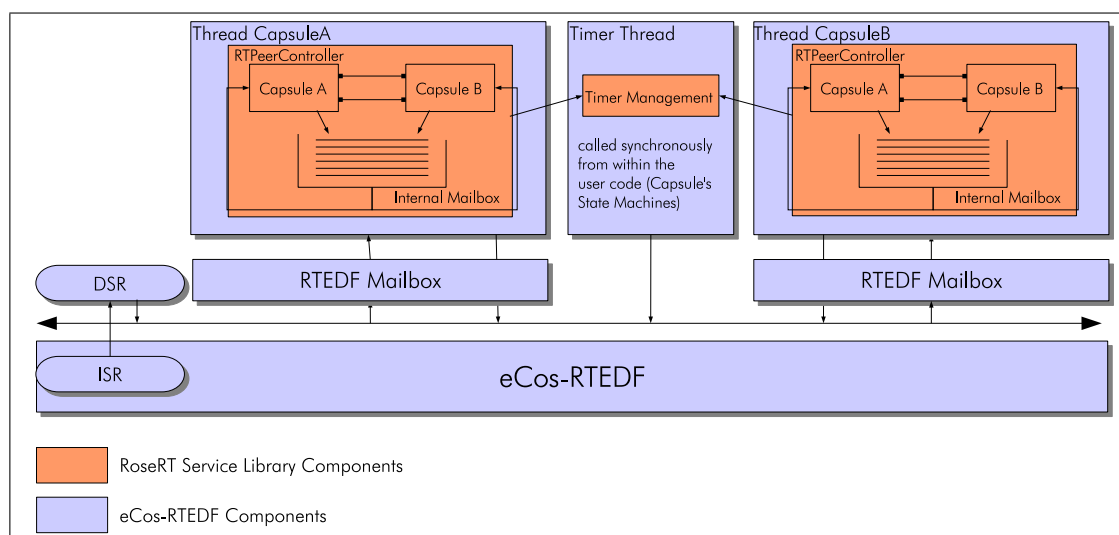 Thread CapsuleA
RTPeerController
Capsule A
Capsule B
Internal Mailbox
Timer Thread
Timer Management
called synchronously
from within the
user code (Capsule's
State Machines)
Thread CapsuleB
RTPeerController
Capsule A
Capsule B
Internal Mailbox
DSR
RTEDF Mailbox
RTEDF Mailbox
ISR
eCos-RTEDF
RoseRT Service Library Components
eCos-RTEDF Components